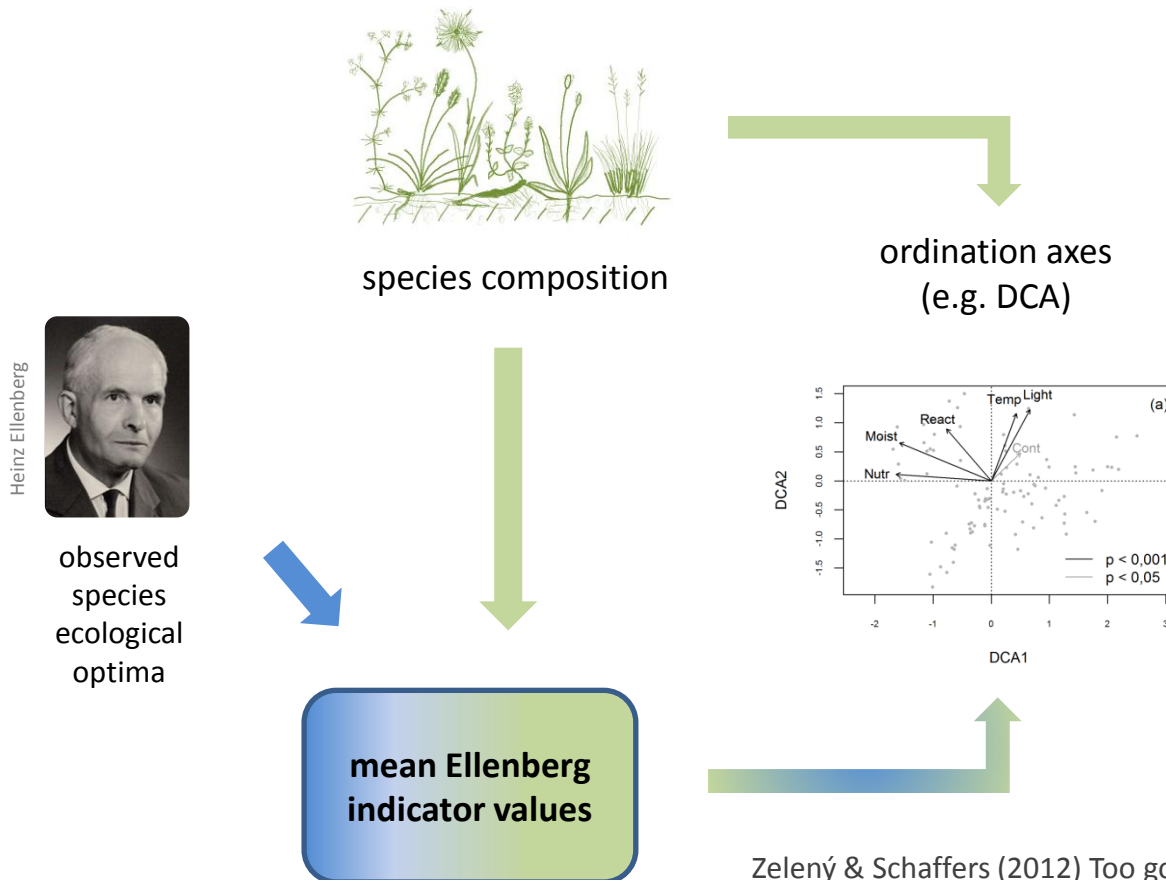 species composition
ordination axes
(e.g. DCA)
Heinz Ellenberg
observed
species
ecological
optima
mean Ellenberg
indicator values
(a)
Temp Light
React
Moist
Cont
Nutr
p < 0,001
p < 0,05
DCA2
1.5
1.0
0.5
0.0
-0.5
-1.0
-1.5
-2 -1 0 1 2 3
DCA1
Zelený & Schaffers (2012) Too go